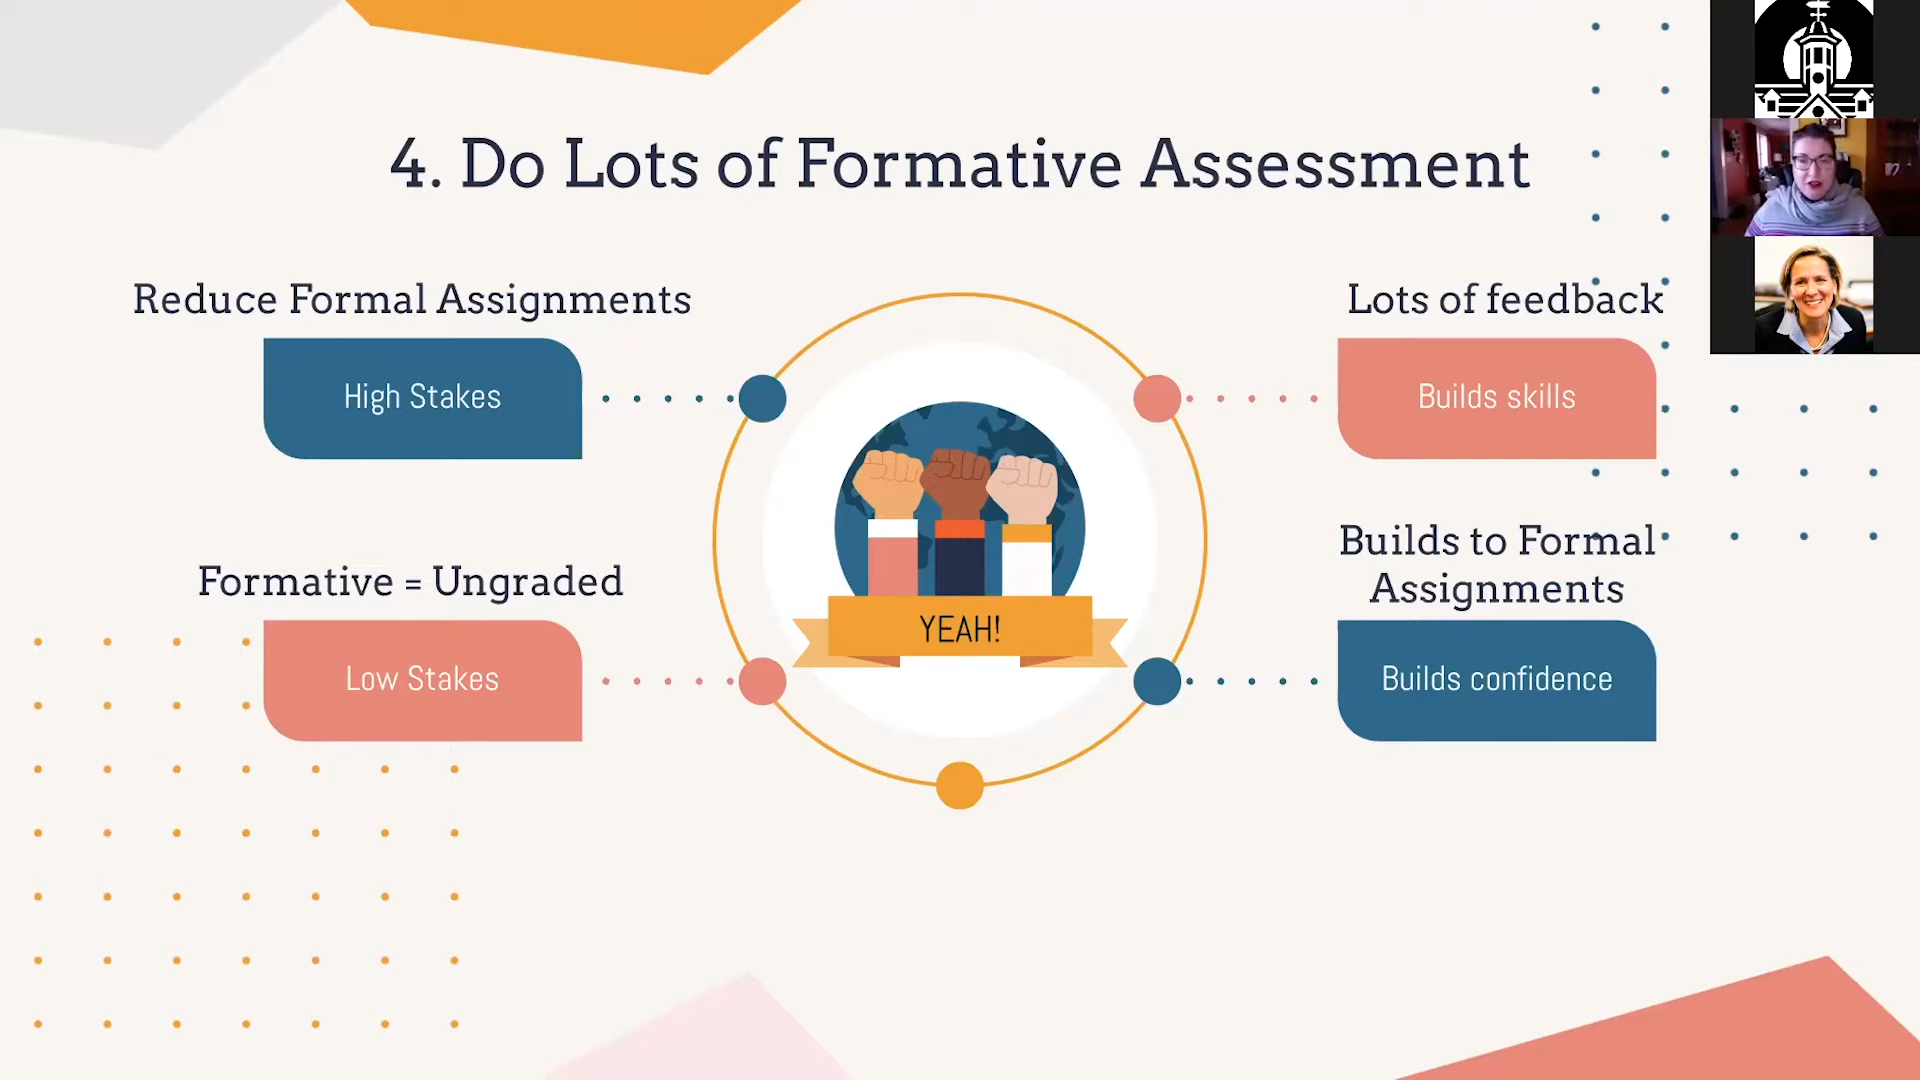 4. Do Lots of Formative Assessment
Reduce Formal Assignments
High Stakes
Formative = Ungraded
Low Stakes
YEAH!
Lots of feedback
Builds skills
Builds to Formal
Assignments
Builds confidence